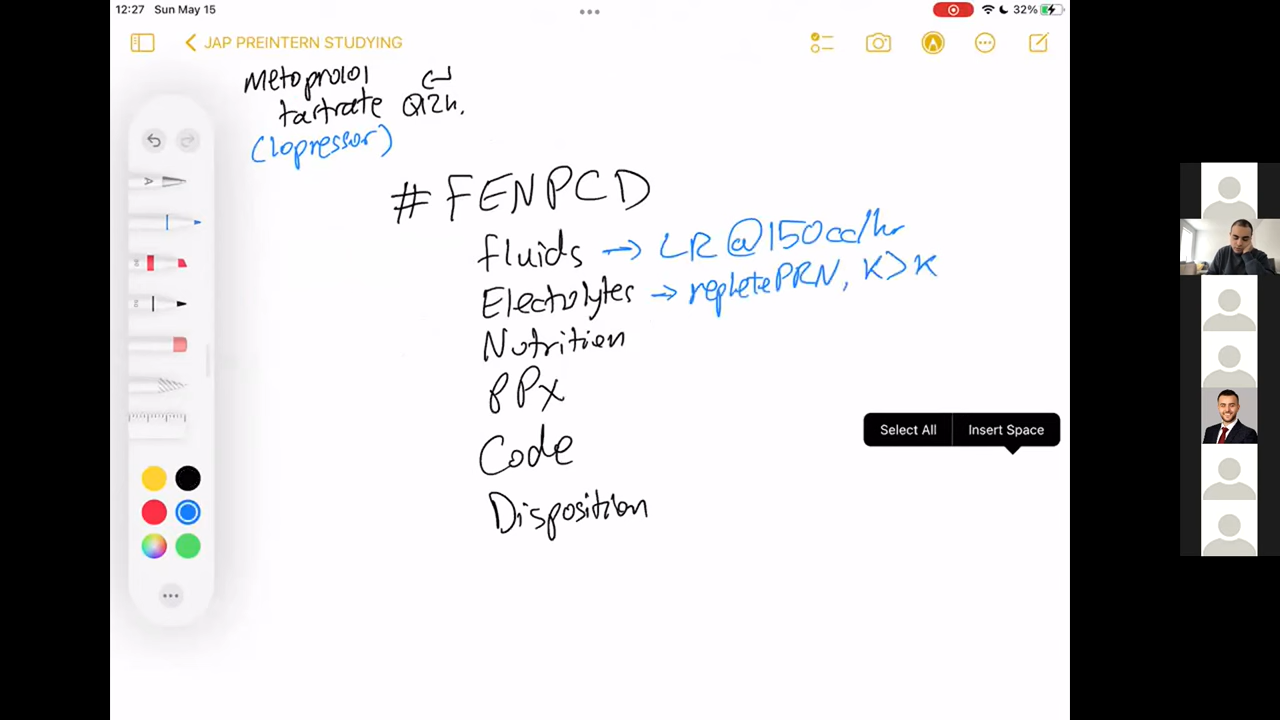 12:27 Sun May 15
32%
JAP PREINTERN STUDYING
Metoprolol
tartrate Q12h.
(lopressor)
#FENPCD
fluids → LR @150cc/hr
Electrolytes → replete PRN, K>K
Nutrition
PPx
Code
Disposition
Select All Insert Space